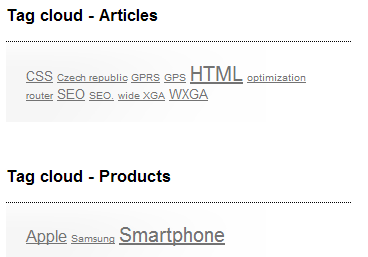 Tag cloud - Articles
CSS Czech republic GPRS GPS HTML optimization
router SEO SEO. wide XGA WXGA
Tag cloud - Products
Apple Samsung Smartphone